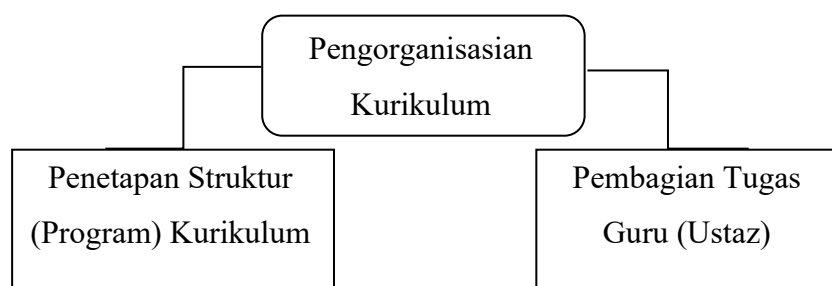 Pengorganisasian
Kurikulum
Penetapan Struktur
(Program) Kurikulum
Pembagian Tugas
Guru (Ustaz)